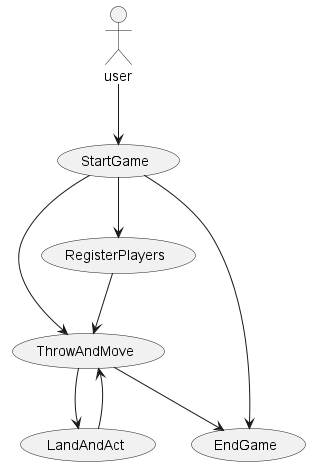 user
StartGame
RegisterPlayers
ThrowAndMove
LandAndAct
EndGame